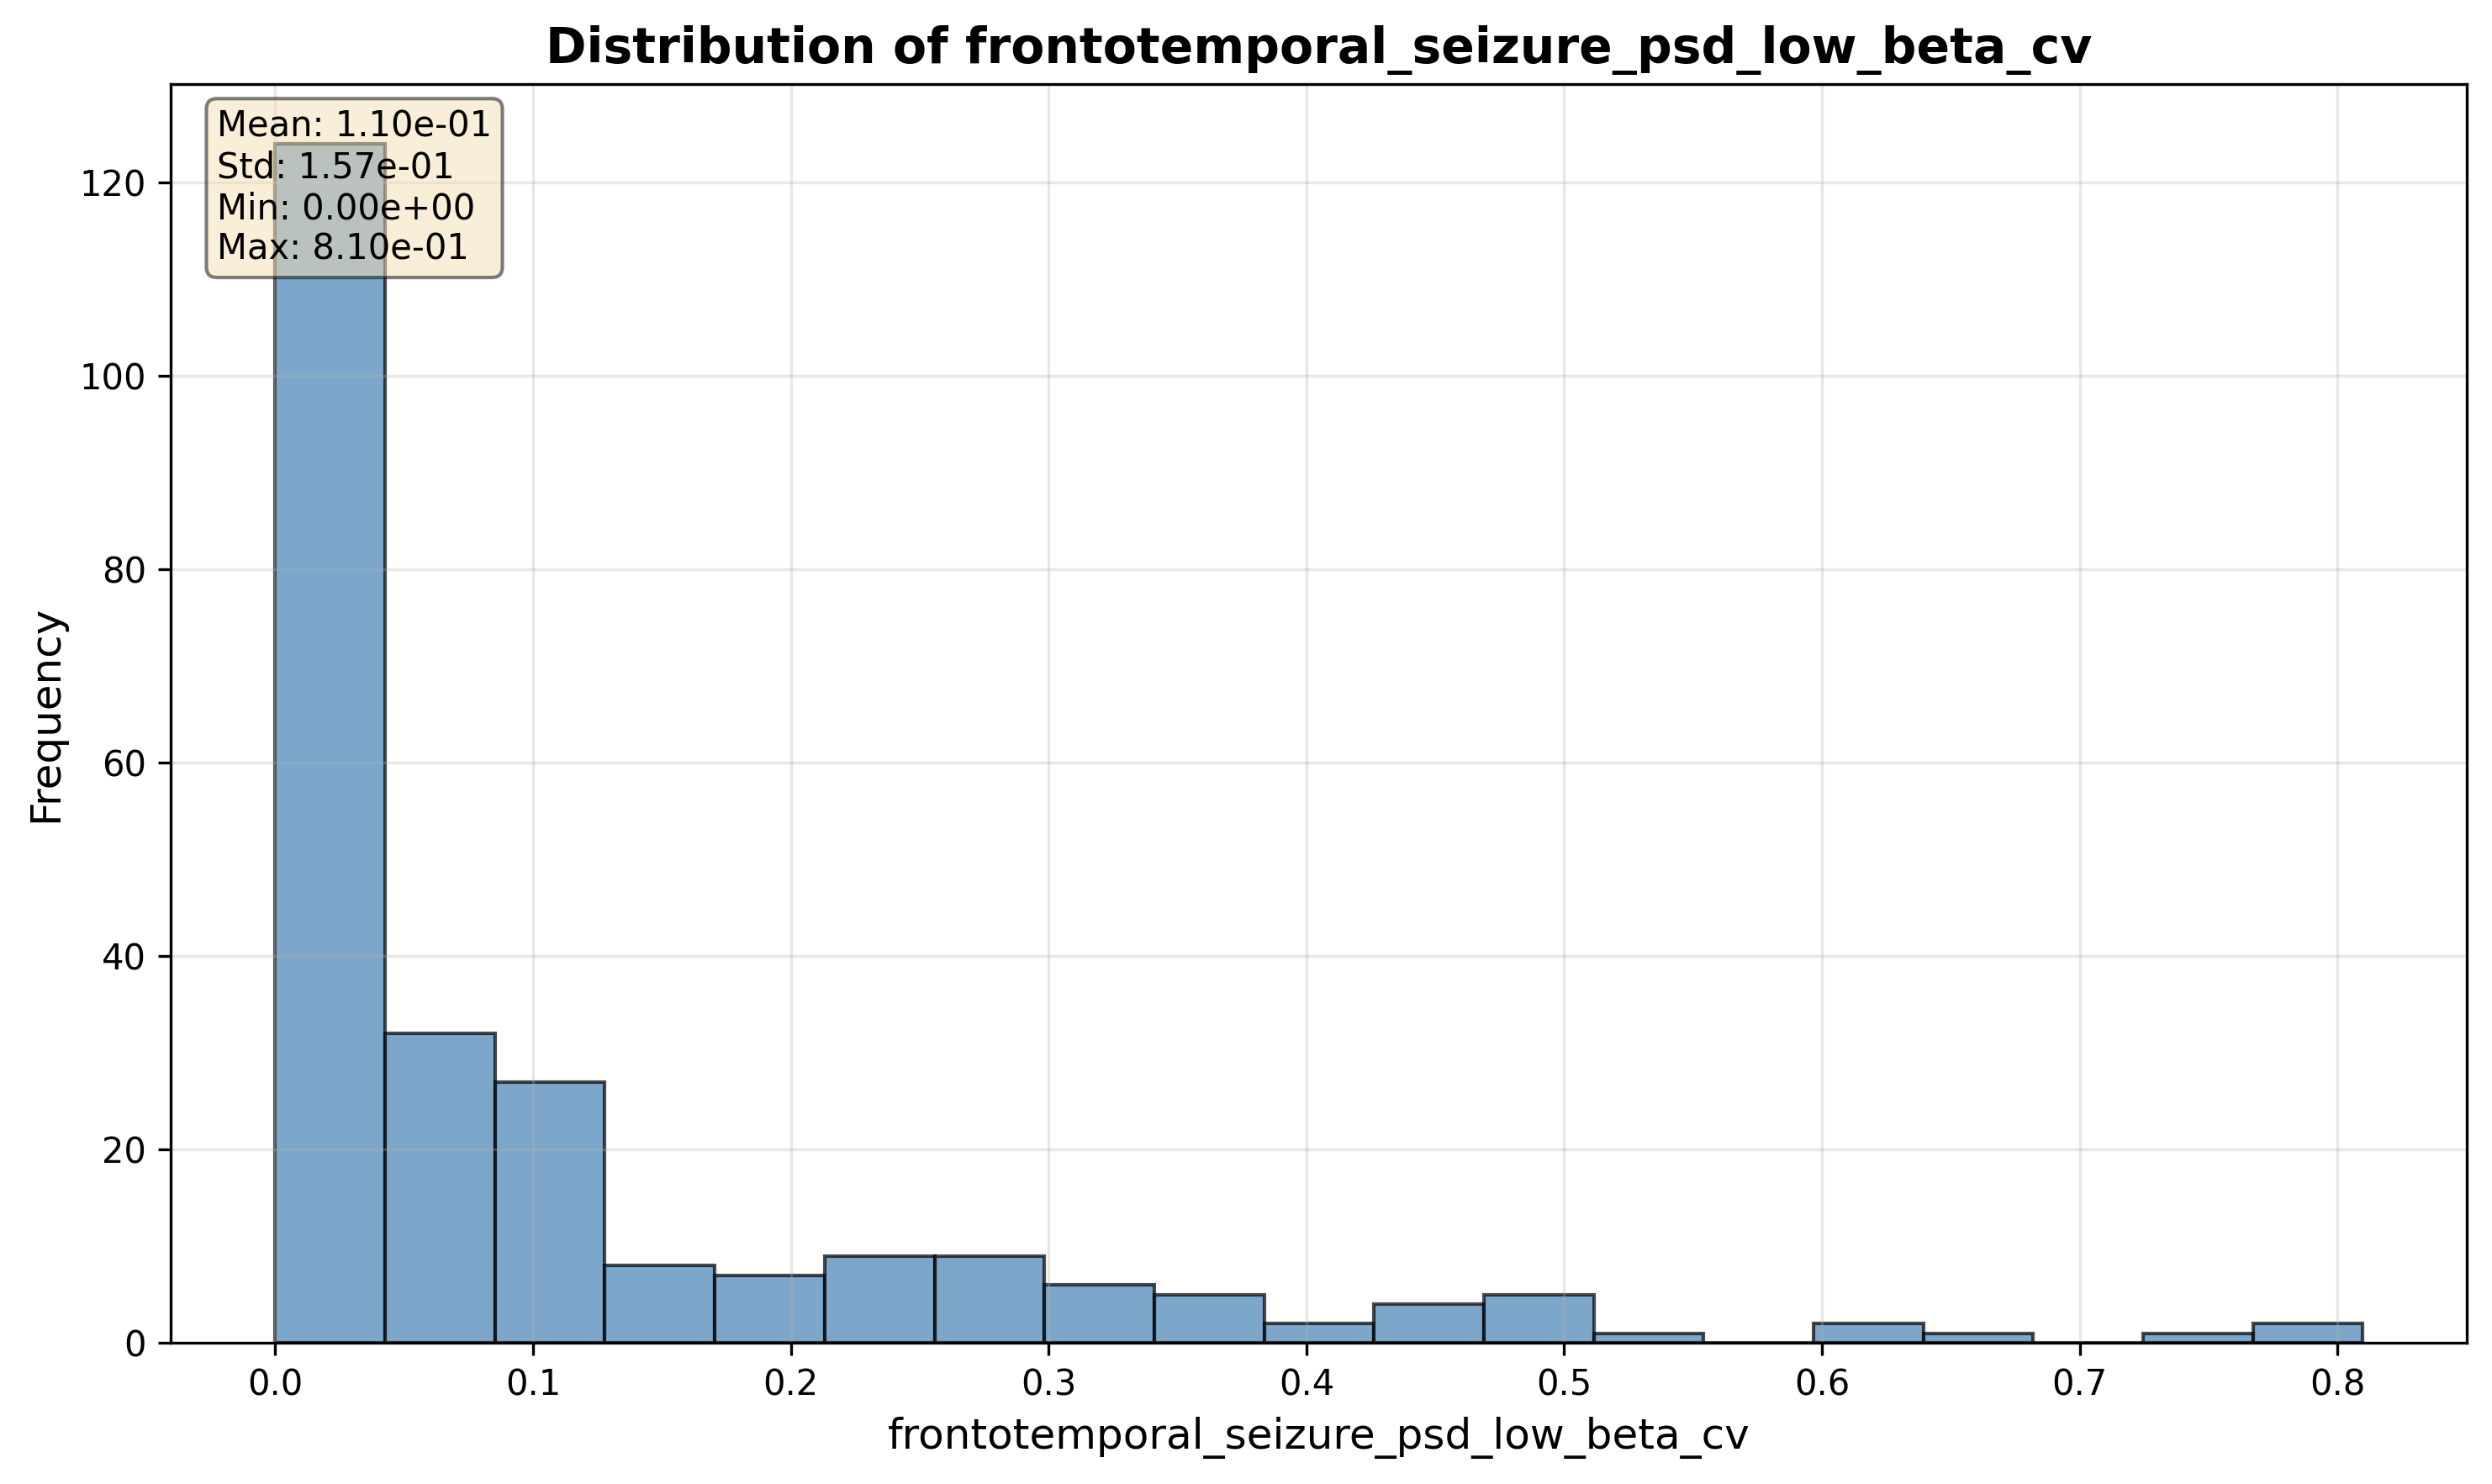 Distribution of frontotemporal_seizure_psd_low_beta_cv
Mean: 1.10e-01
Std: 1.57e-01
Min: 0.00e+00
Max: 8.10e-01
Frequency
120
100
80
60
40
20
0
0.0 0.1 0.2 0.3 0.4 0.5 0.6 0.7 0.8
frontotemporal_seizure_psd_low_beta_cv